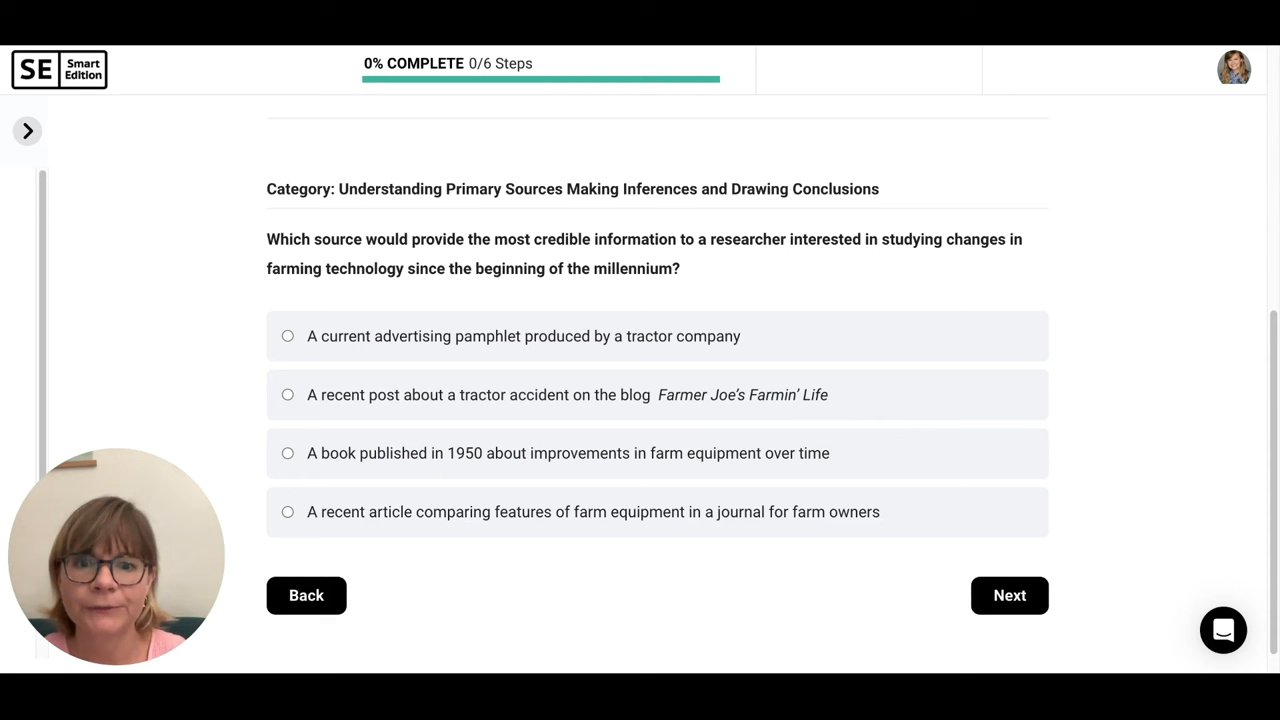 SE Smart Edition
0% COMPLETE 0/6 Steps
Category: Understanding Primary Sources Making Inferences and Drawing Conclusions
Which source would provide the most credible information to a researcher interested in studying changes in
farming technology since the beginning of the millennium?
A current advertising pamphlet produced by a tractor company
A recent post about a tractor accident on the blog Farmer Joe's Farmin' Life
A book published in 1950 about improvements in farm equipment over time
A recent article comparing features of farm equipment in a journal for farm owners
Back
Next